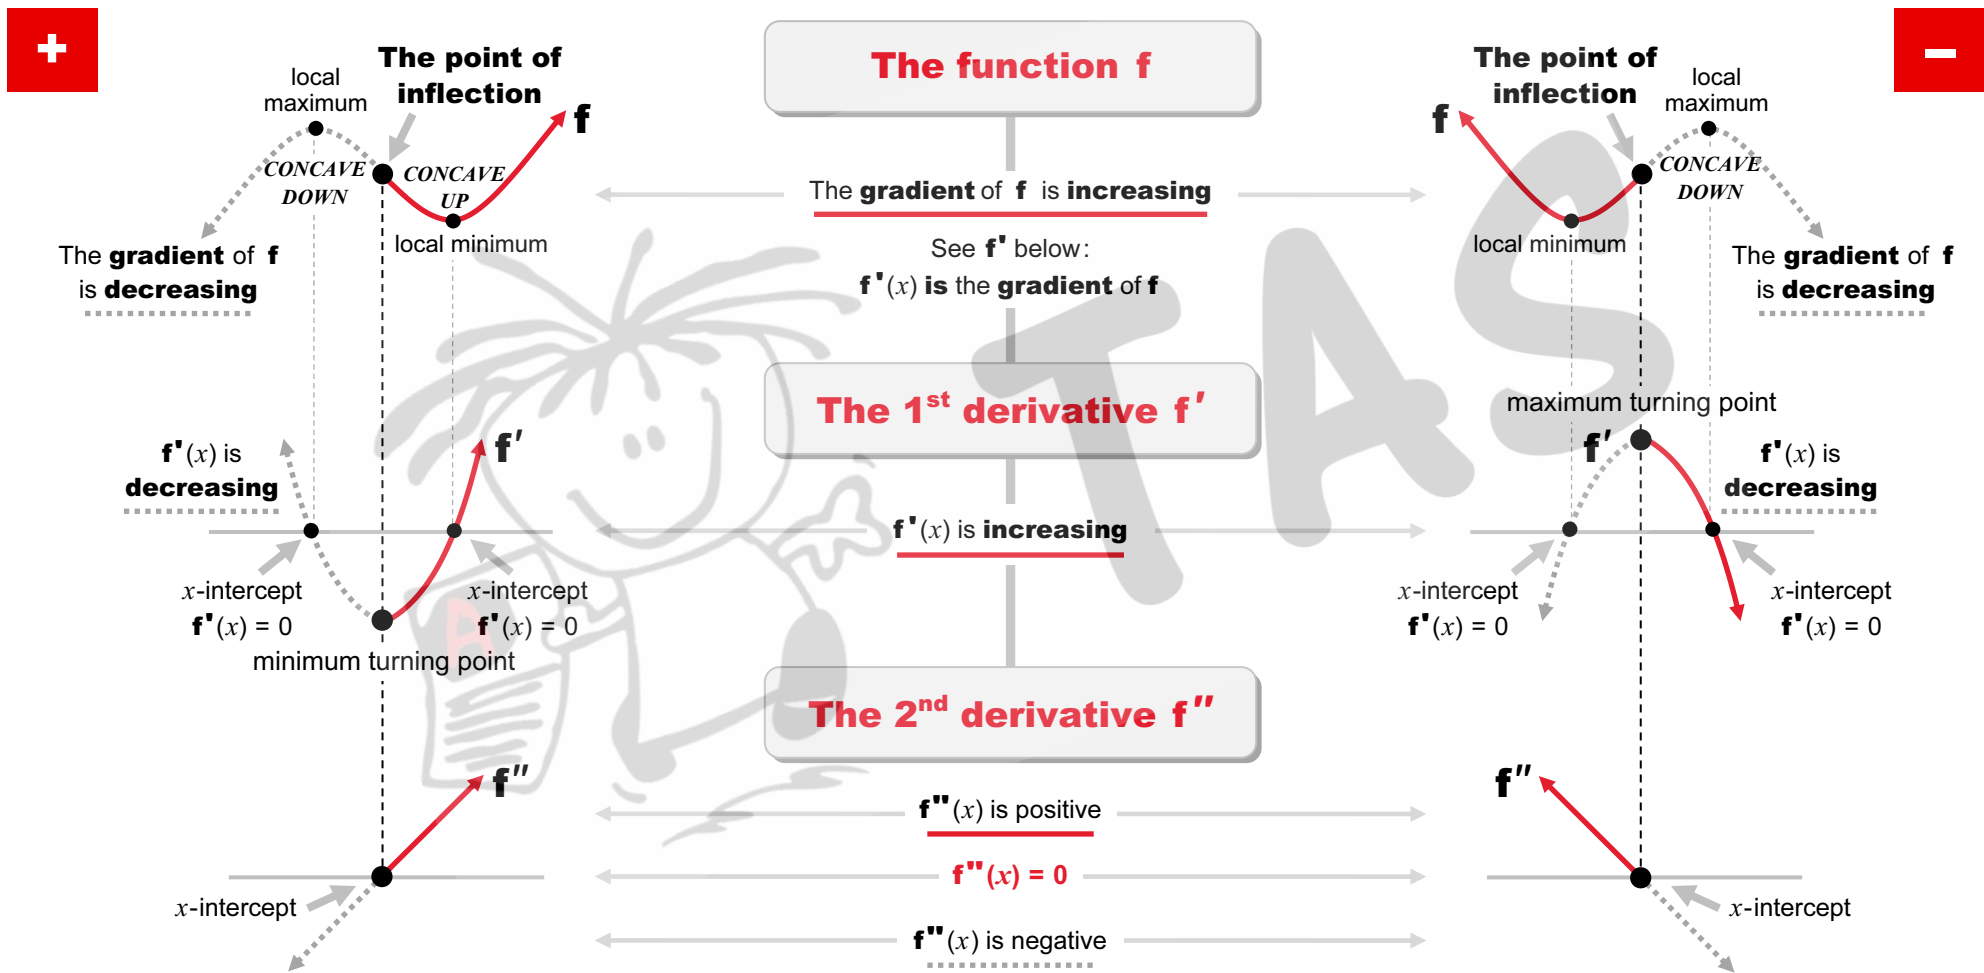 +
−
The function f
local
maximum
The point of
inflection
f
CONCAVE
DOWN
CONCAVE
UP
local minimum
The gradient of f
is decreasing
The gradient of f is increasing
See f' below:
f'(x) is the gradient of f
f
The point of
inflection
local
maximum
CONCAVE
DOWN
local minimum
The gradient of f
is decreasing
The 1st derivative f'
f'(x) is
decreasing
f'
x-intercept
f'(x) = 0
x-intercept
f'(x) = 0
minimum turning point
f'(x) is increasing
maximum turning point
f'
f'(x) is
decreasing
x-intercept
f'(x) = 0
x-intercept
f'(x) = 0
The 2nd derivative f''
f''
x-intercept
f''(x) is positive
f''(x) = 0
f''(x) is negative
f''
x-intercept
TAS
A